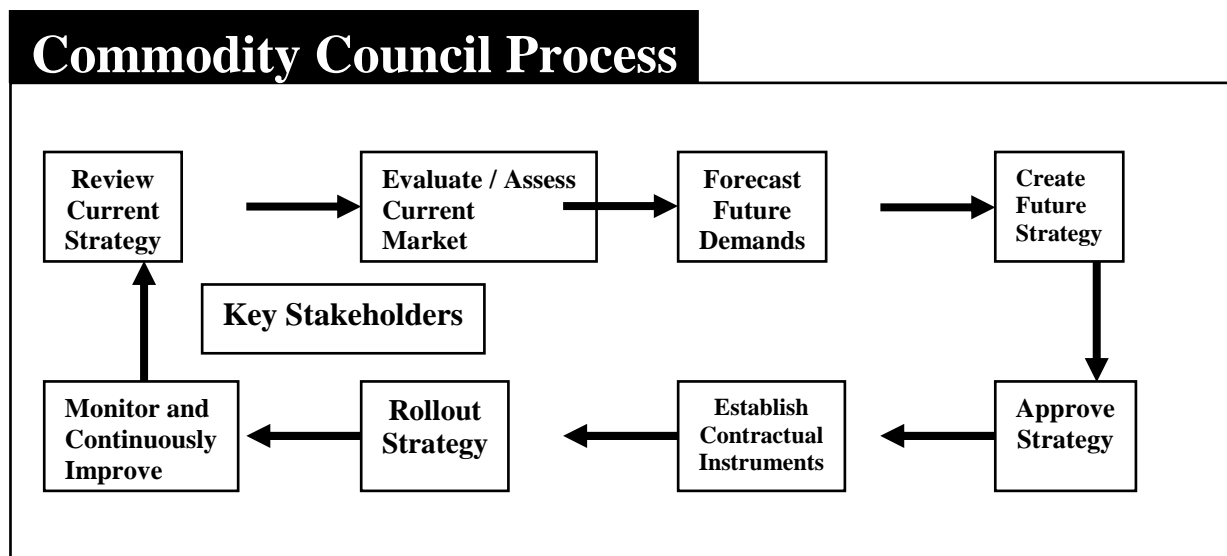 Commodity Council Process
Review
Current
Strategy
Evaluate / Assess
Current
Market
Forecast
Future
Demands
Create
Future
Strategy
Key Stakeholders
Monitor and
Continuously
Improve
Rollout
Strategy
Establish
Contractual
Instruments
Approve
Strategy